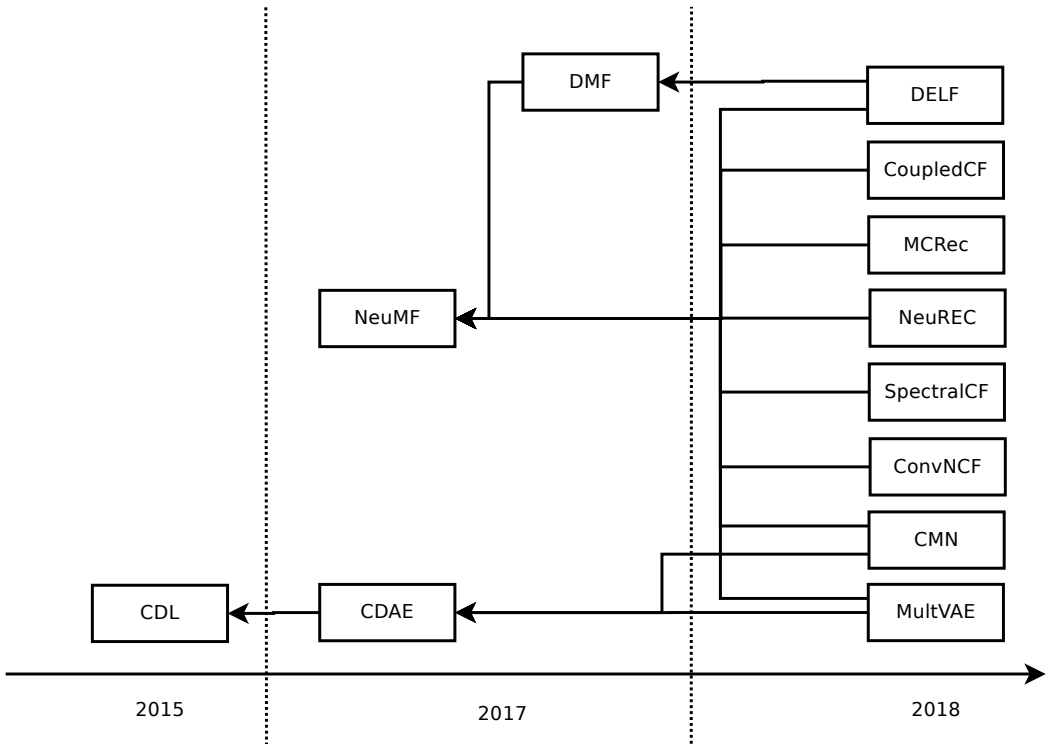 DMF
DELF
CoupledCF
MCRec
NeuMF
NeuREC
SpectralCF
ConvNCF
CMN
CDL
CDAE
MultVAE
2015
2017
2018